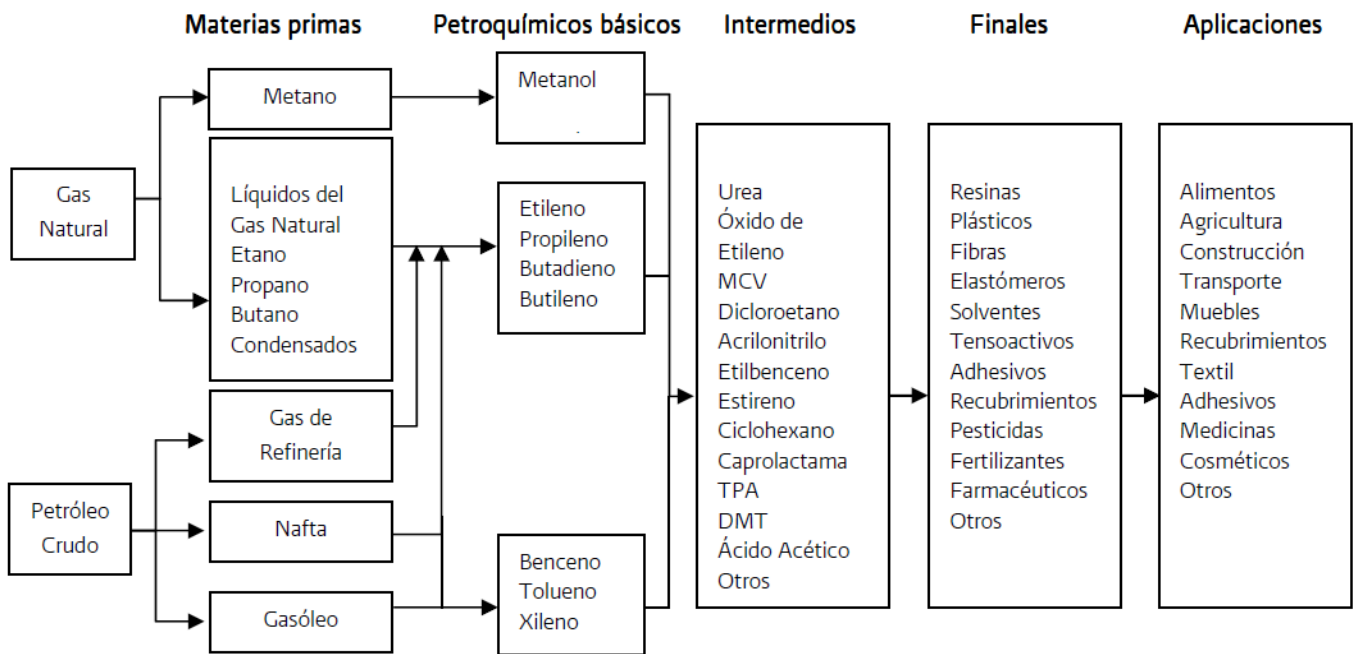 Materias primas
Petroquímicos básicos
Intermedios
Finales
Aplicaciones
Gas
Natural
Petróleo
Crudo
Metano
Líquidos del
Gas Natural
Etano
Propano
Butano
Condensados
Gas de
Refinería
Nafta
Gasóleo
Metanol
Etileno
Propileno
Butadieno
Butileno
Benceno
Tolueno
Xileno
Urea
Óxido de
Etileno
MCV
Dicloroetano
Acrilonitrilo
Etilbenceno
Estireno
Ciclohexano
Caprolactama
TPA
DMT
Ácido Acético
Otros
Resinas
Plásticos
Fibras
Elastómeros
Solventes
Tensoactivos
Adhesivos
Recubrimientos
Pesticidas
Fertilizantes
Farmacéuticos
Otros
Alimentos
Agricultura
Construcción
Transporte
Muebles
Recubrimientos
Textil
Adhesivos
Medicinas
Cosméticos
Otros